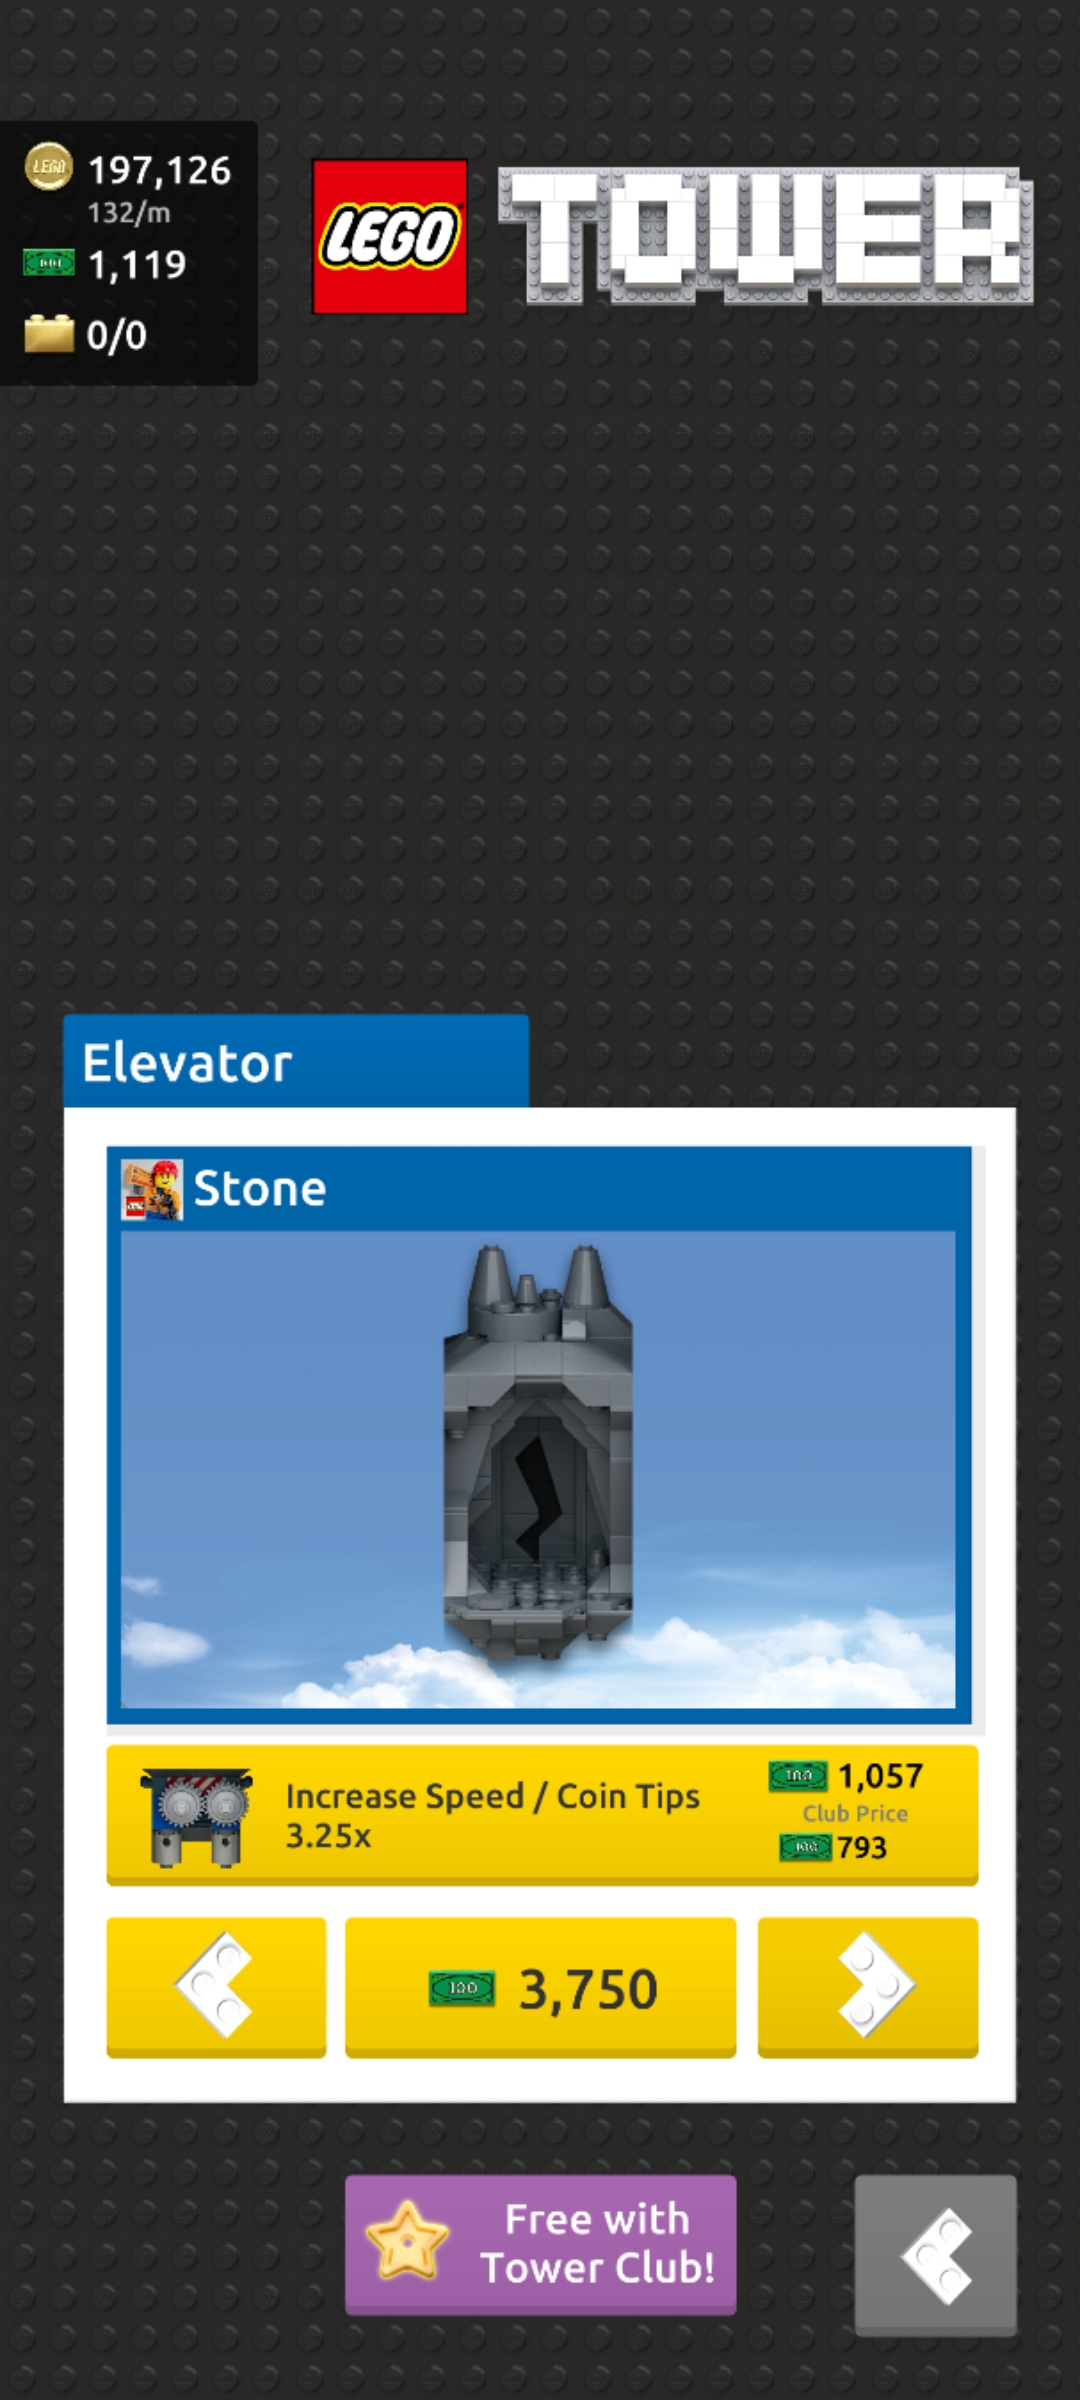 197,126
132/m
1,119
0/0
LEGO
TOWER
Elevator
Stone
Increase Speed / Coin Tips
3.25x
1,057
Club Price
793
3,750
Free with
Tower Club!